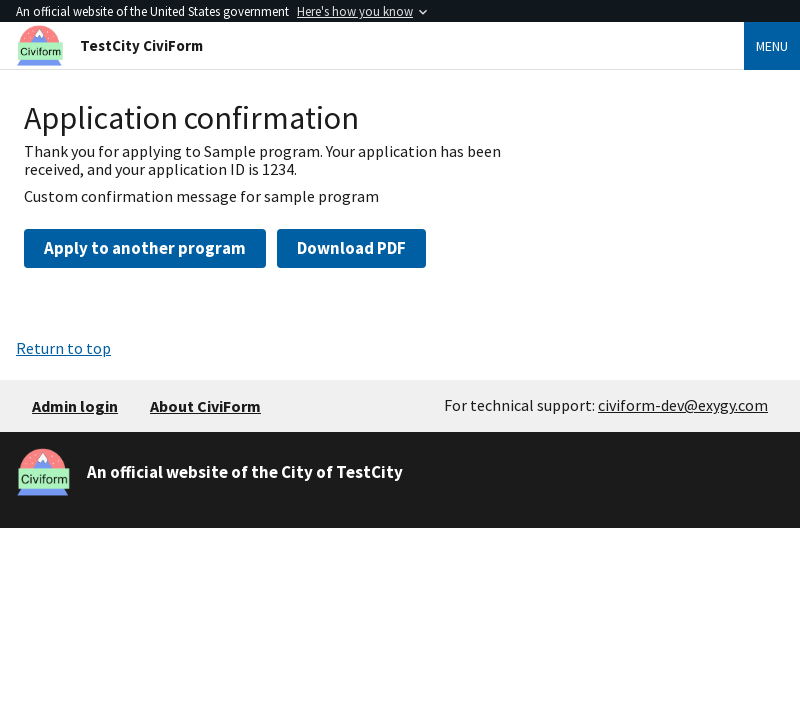 An official website of the United States government Here's how you know
Civiform TestCity CiviForm MENU
Application confirmation
Thank you for applying to Sample program. Your application has been
received, and your application ID is 1234.
Custom confirmation message for sample program
Apply to another program Download PDF
Return to top
Admin login About CiviForm For technical support: civiform-dev@exygy.com
Civiform An official website of the City of TestCity